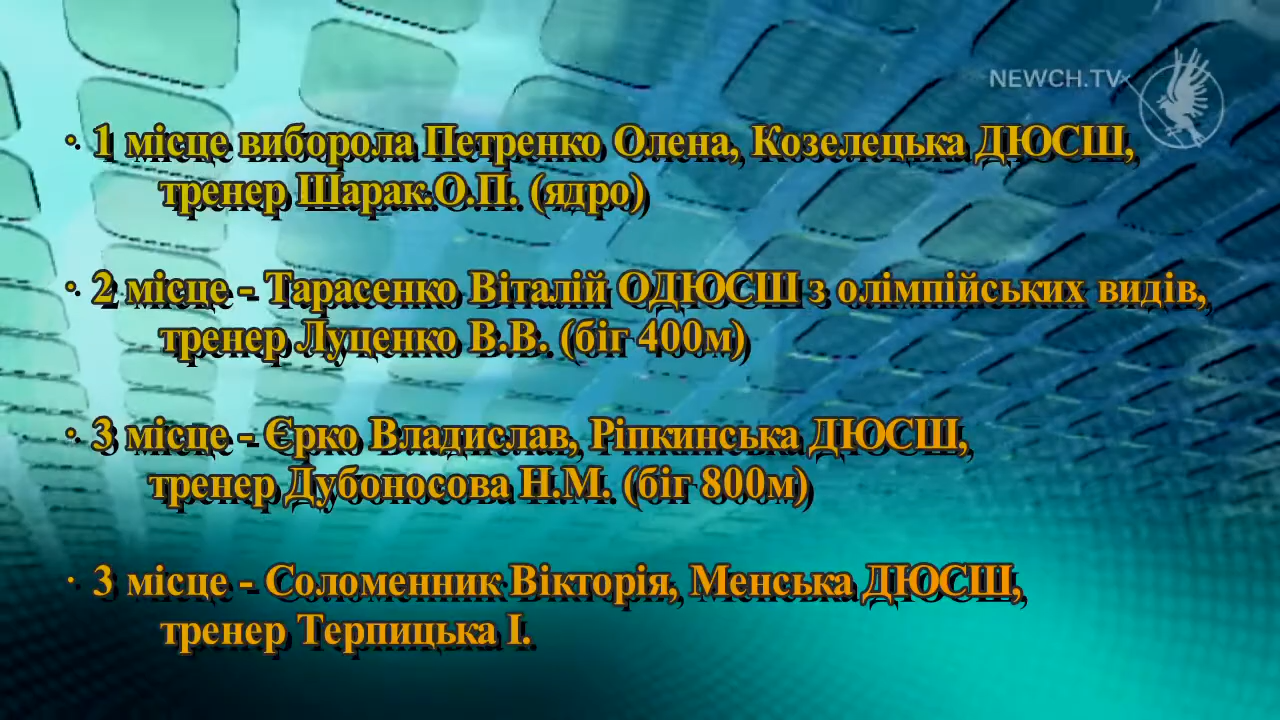 NEWCH.TV
· 1 місце виборола Петренко Олена, Козелецька ДЮСШ,
тренер Шарак.О.П. (ядро)
· 2 місце - Тарасенко Віталій ОДЮСШ з олімпійських видів,
тренер Луценко В.В. (біг 400м)
· 3 місце - Єрко Владислав, Ріпкинська ДЮСШ,
тренер Дубоносова Н.М. (біг 800м)
· 3 місце - Соломенник Вікторія, Менська ДЮСШ,
тренер Терпицька І.